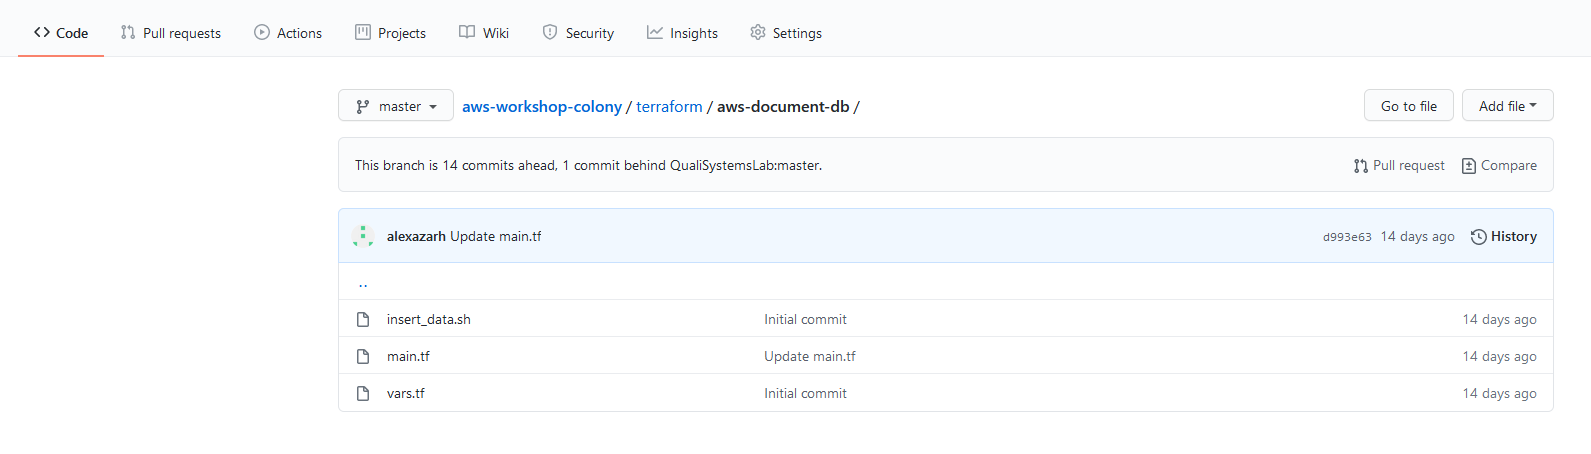 Code Pull requests Actions Projects Wiki Security Insights Settings
master aws-workshop-colony / terraform / aws-document-db / Go to file Add file
This branch is 14 commits ahead, 1 commit behind QualiSystemsLab:master. Pull request Compare
alexazarh Update main.tf d993e63 14 days ago History
..
insert_data.sh Initial commit 14 days ago
main.tf Update main.tf 14 days ago
vars.tf Initial commit 14 days ago